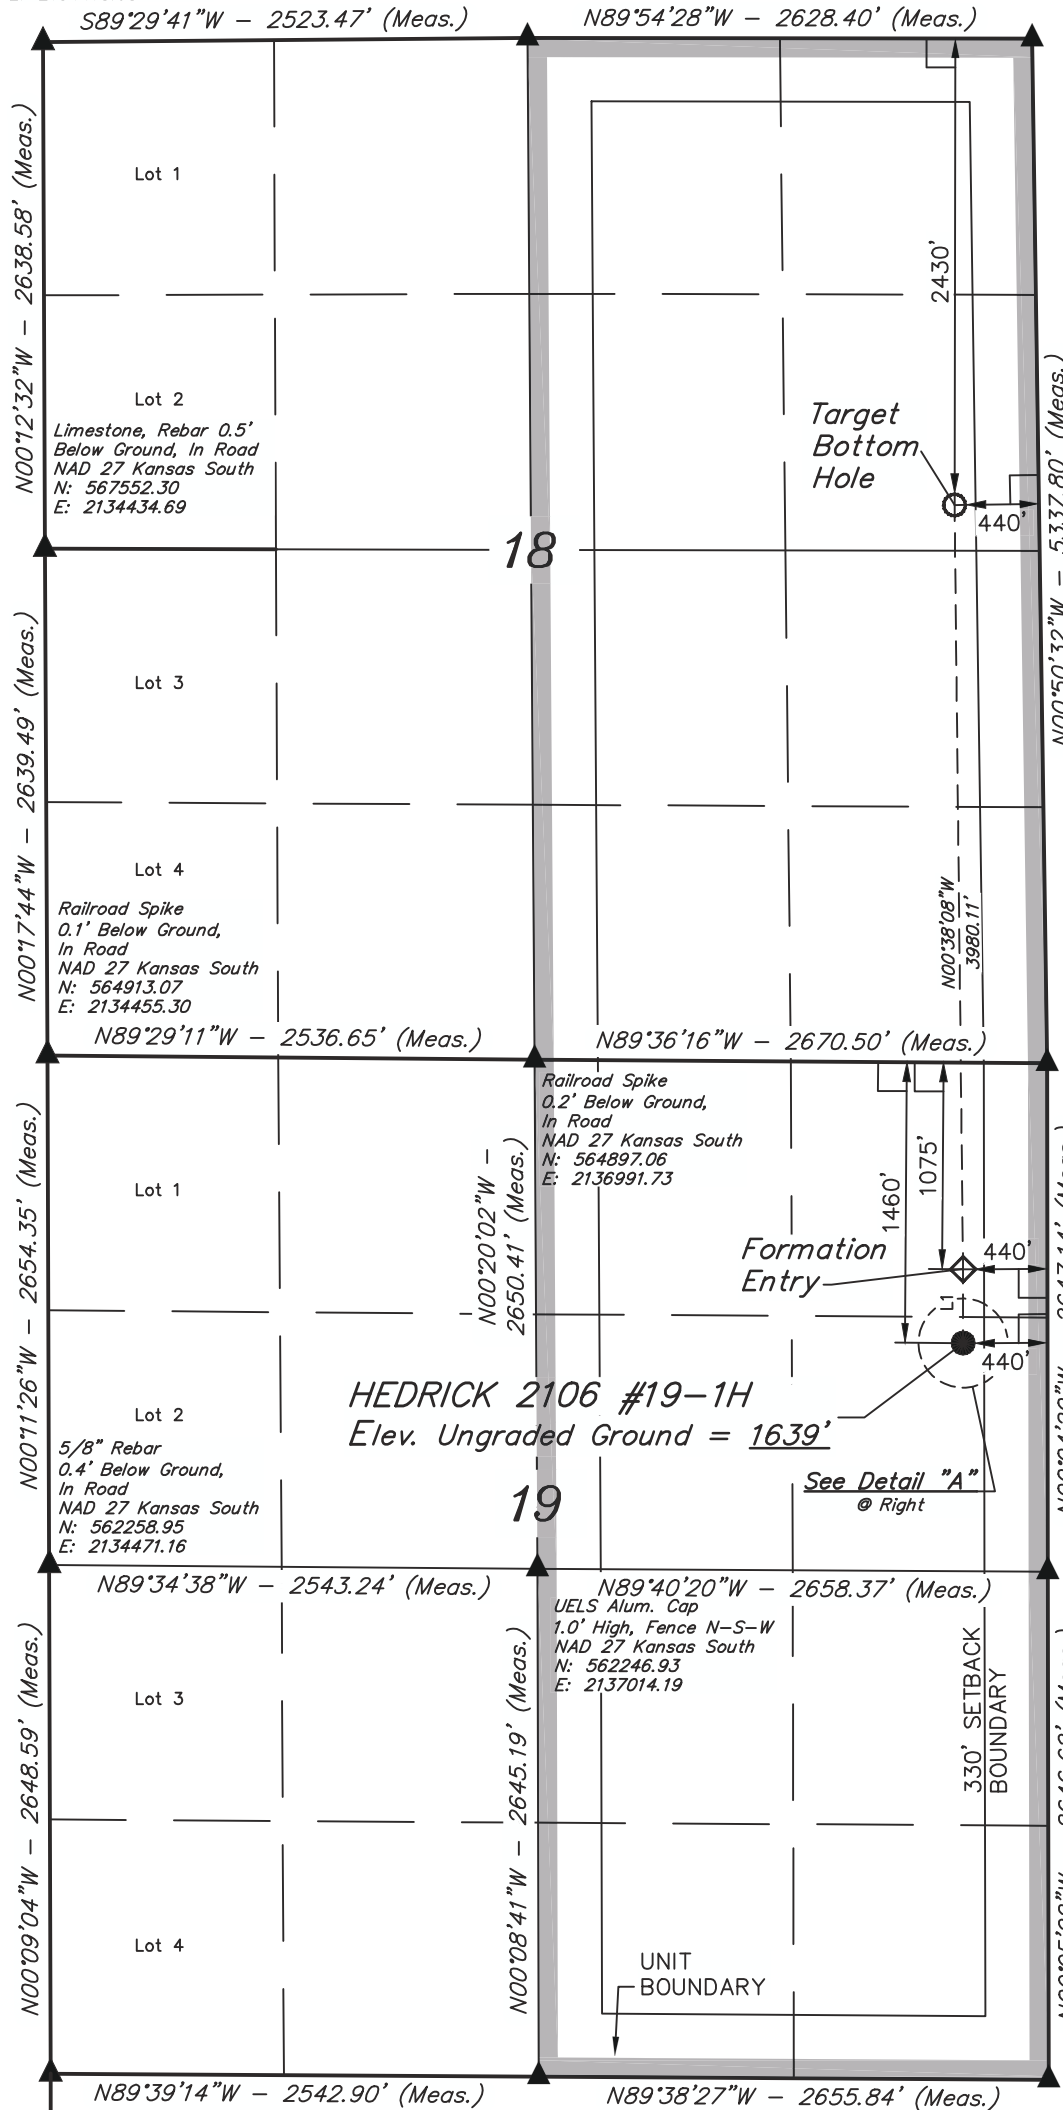 S89°29'41"W - 2523.47' (Meas.)
N89°54'28"W - 2628.40' (Meas.)
N00°12'32"W - 2638.58' (Meas.)
Lot 1
2430'
Lot 2
Limestone, Rebar 0.5'
Below Ground, In Road
NAD 27 Kansas South
N: 567552.30
E: 2134434.69
Target
Bottom
Hole
440'
N00°50'32"W - 5337.80' (Meas.)
18
N00°17'44"W - 2639.49' (Meas.)
Lot 3
Lot 4
Railroad Spike
0.1' Below Ground,
In Road
NAD 27 Kansas South
N: 564913.07
E: 2134455.30
N00°38'08"W
3980.11'
N89°29'11"W - 2536.65' (Meas.)
N89°36'16"W - 2670.50' (Meas.)
Railroad Spike
0.2' Below Ground,
In Road
NAD 27 Kansas South
N: 564897.06
E: 2136991.73
N00°11'26"W - 2654.35' (Meas.)
Lot 1
N00°20'02"W -
2650.41' (Meas.)
1460'
1075'
Formation
Entry
440'
L1
440'
HEDRICK 2106 #19-1H
Elev. Ungraded Ground = 1639'
Lot 2
5/8" Rebar
0.4' Below Ground,
In Road
NAD 27 Kansas South
N: 562258.95
E: 2134471.16
See Detail "A"
@ Right
19
N89°34'38"W - 2543.24' (Meas.)
N89°40'20"W - 2658.37' (Meas.)
UELS Alum. Cap
1.0' High, Fence N-S-W
NAD 27 Kansas South
N: 562246.93
E: 2137014.19
N00°09'04"W - 2648.59' (Meas.)
Lot 3
N00°08'41"W - 2645.19' (Meas.)
330' SETBACK
BOUNDARY
Lot 4
UNIT
BOUNDARY
N89°39'14"W - 2542.90' (Meas.)
N89°38'27"W - 2655.84' (Meas.)